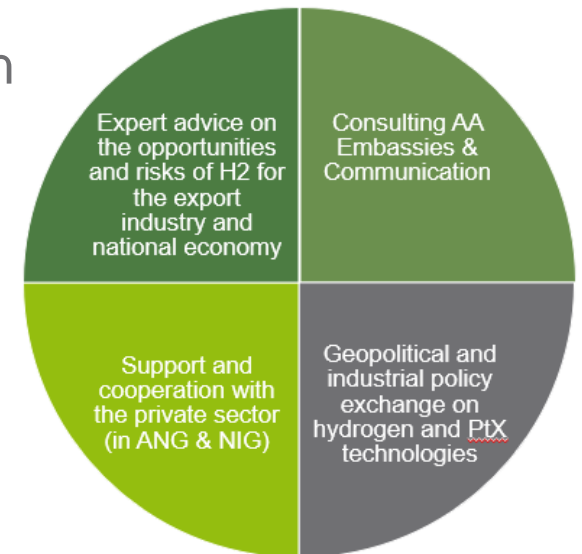 n
Expert advice on
the opportunities
and risks of H2 for
the export
industry and
national economy
Consulting AA
Embassies &
Communication
Support and
cooperation with
the private sector
(in ANG & NIG)
Geopolitical and
industrial policy
exchange on
hydrogen and PtX
technologies